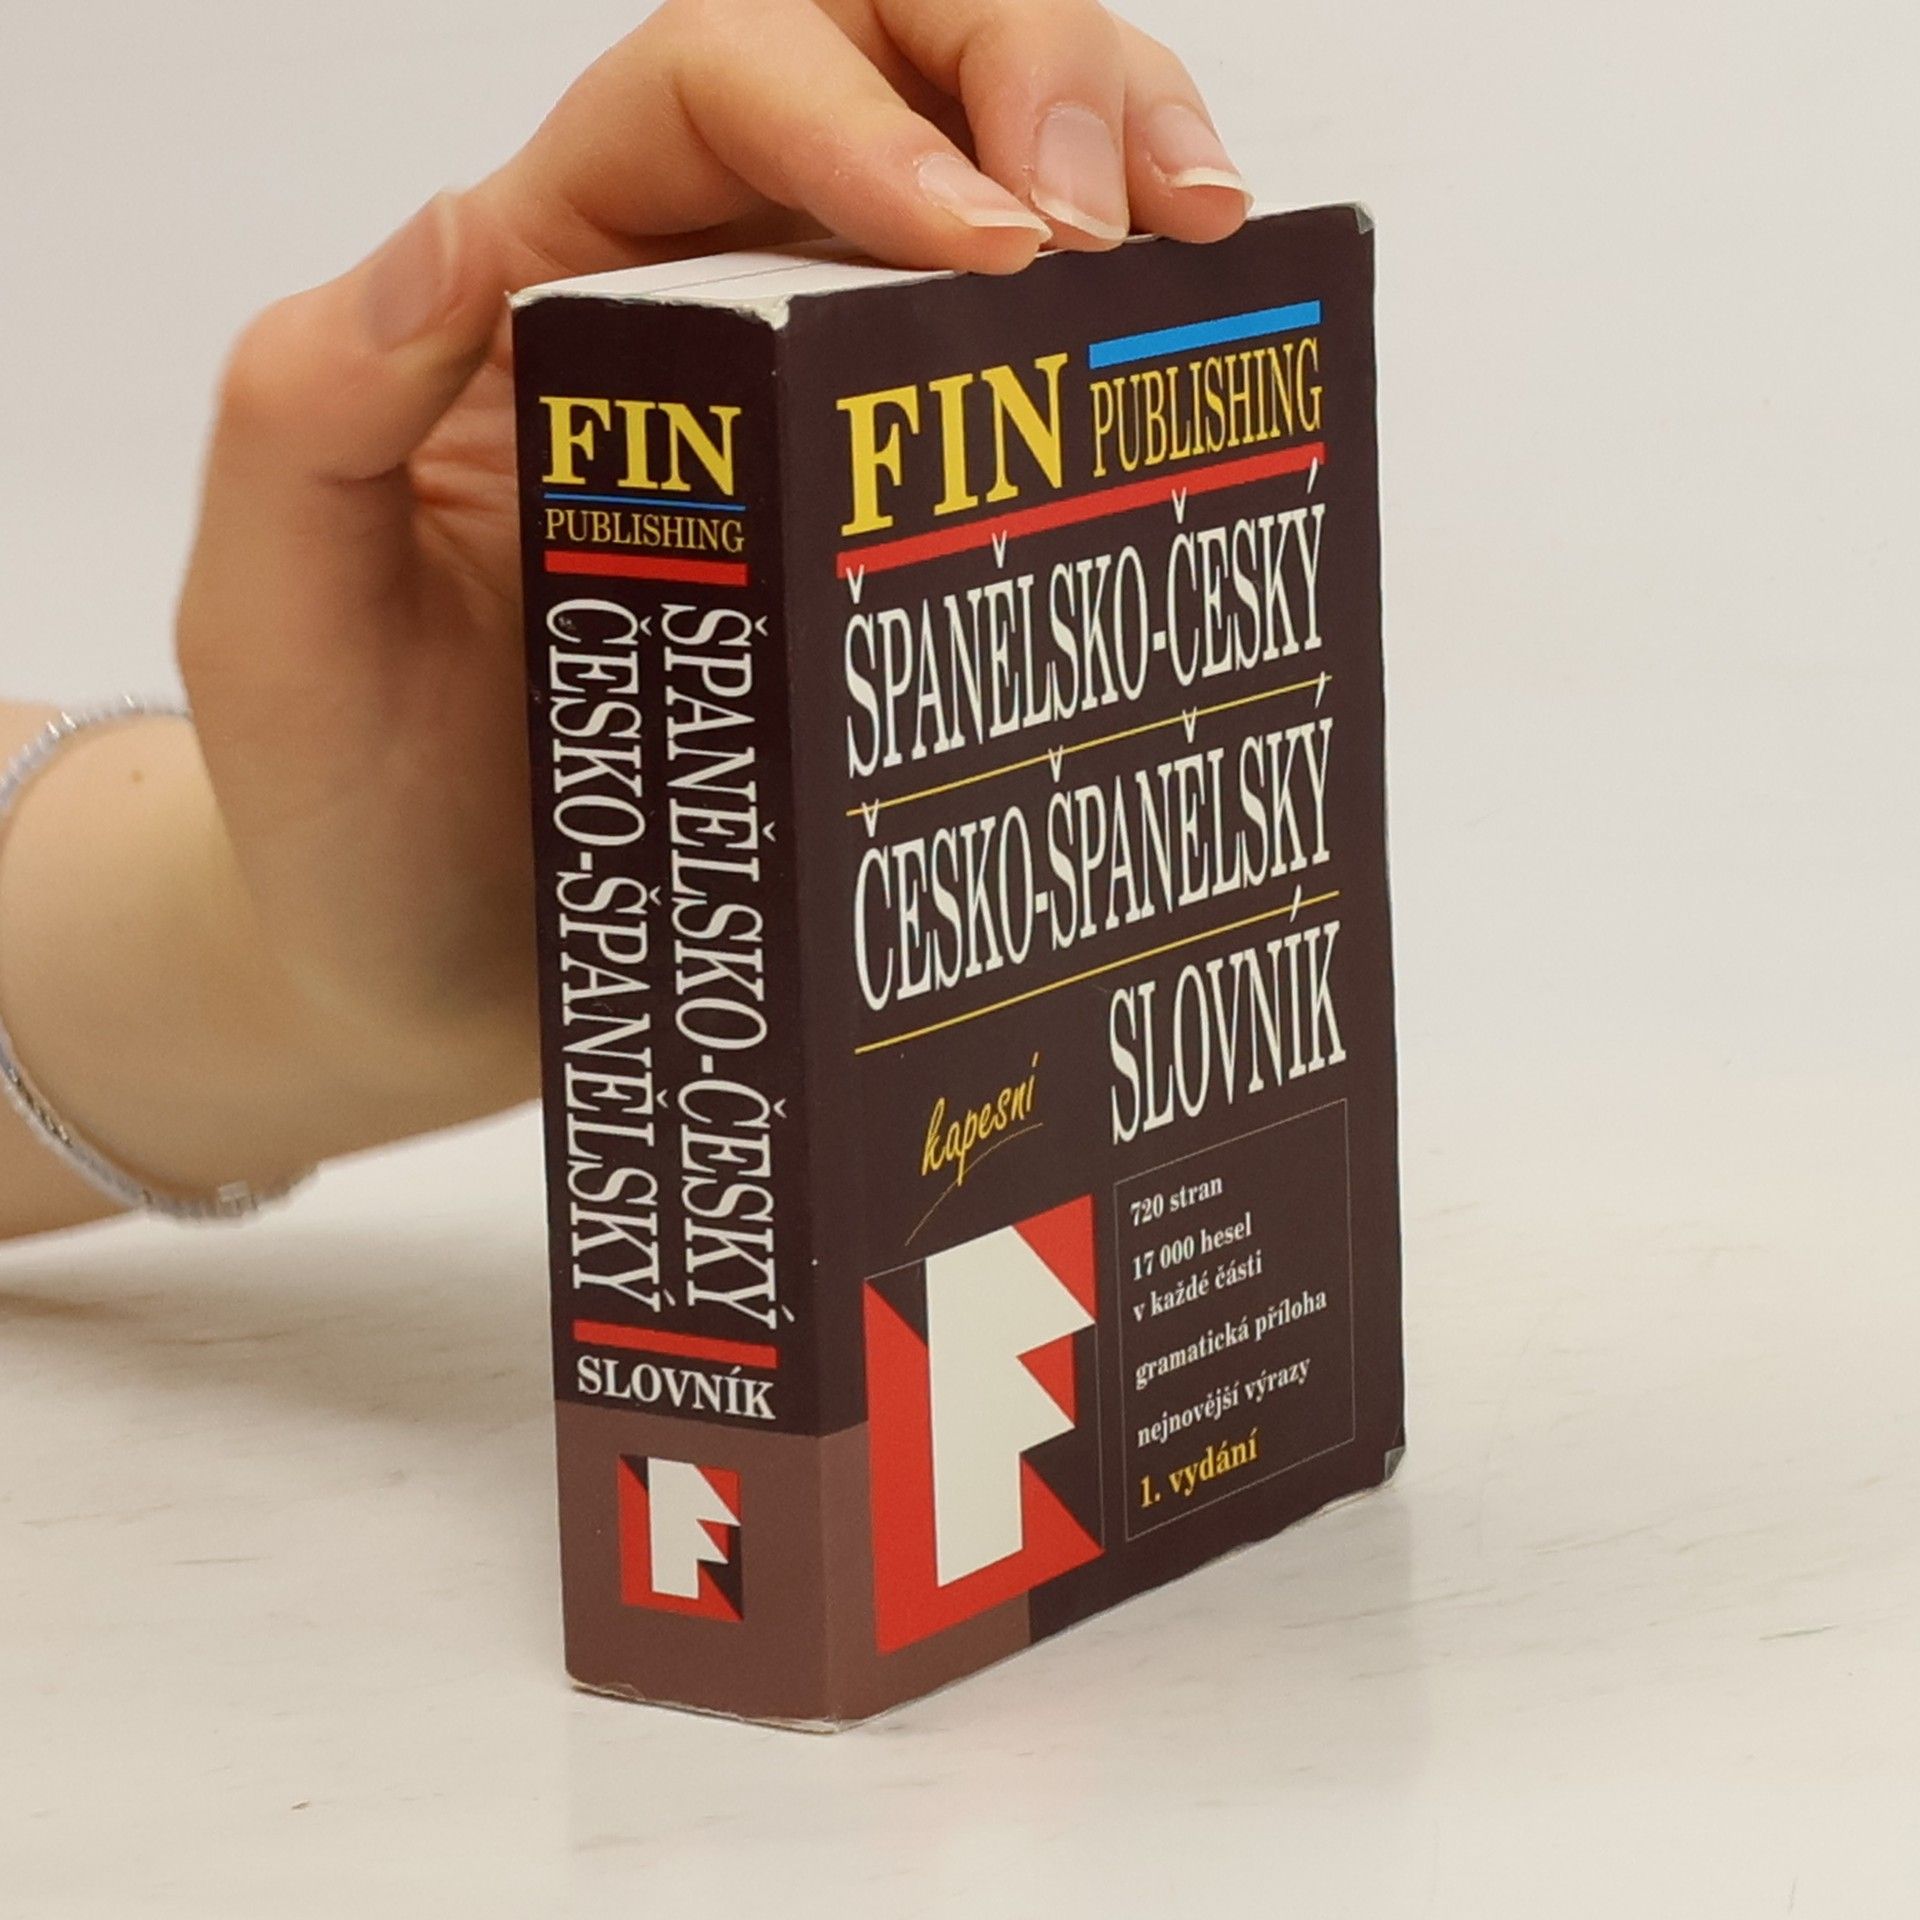 FIN
PUBLISHING
ŠPANĚLSKO-ČESKÝ
ČESKO-ŠPANĚLSKÝ
SLOVNÍK
FIN PUBLISHING
ŠPANĚLSKO-ČESKÝ
ČESKO-ŠPANĚLSKÝ
SLOVNÍK
kapesní
720 stran
17 000 hesel
v každé části
gramatická příloha
nejnovější výrazy
1. vydání